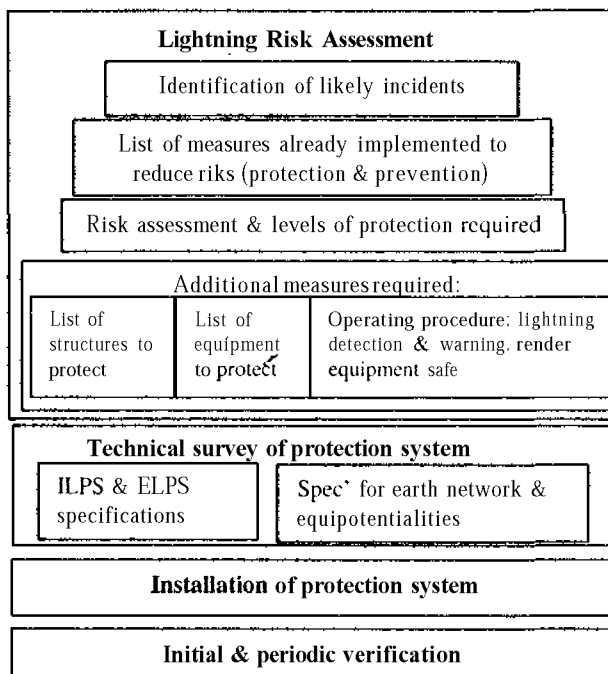 Lightning Risk Assessment
Identification of likely incidents
List of measures already implemented to
reduce riks (protection & prevention)
Risk assessment & levels of protection required
Additional measures required:
List of
structures to
protect
List of
equipment
to protect
Operating procedure: lightning
detection & warning, render
equipment safe
Technical survey of protection system
ILPS & ELPS
specifications
Spec' for earth network &
equipotentialities
Installation of protection system
Initial & periodic verification